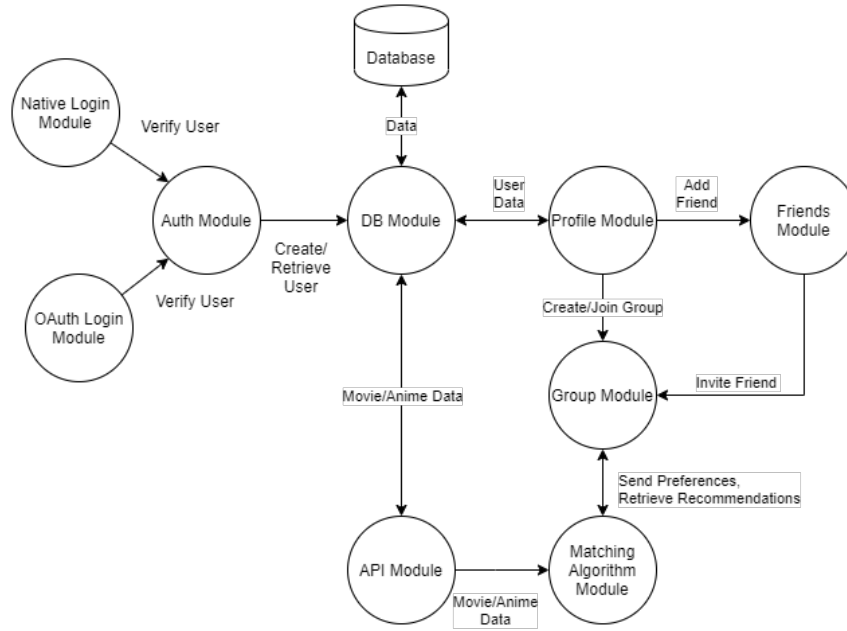 Database
Native Login
Module
Verify User
Data
Auth Module
Create/
Retrieve
User
DB Module
User
Data
Profile Module
Add
Friend
Friends
Module
OAuth Login
Module
Verify User
Create/Join Group
Movie/Anime Data
Group Module
Invite Friend
Send Preferences,
Retrieve Recommendations
API Module
Movie/Anime
Data
Matching
Algorithm
Module